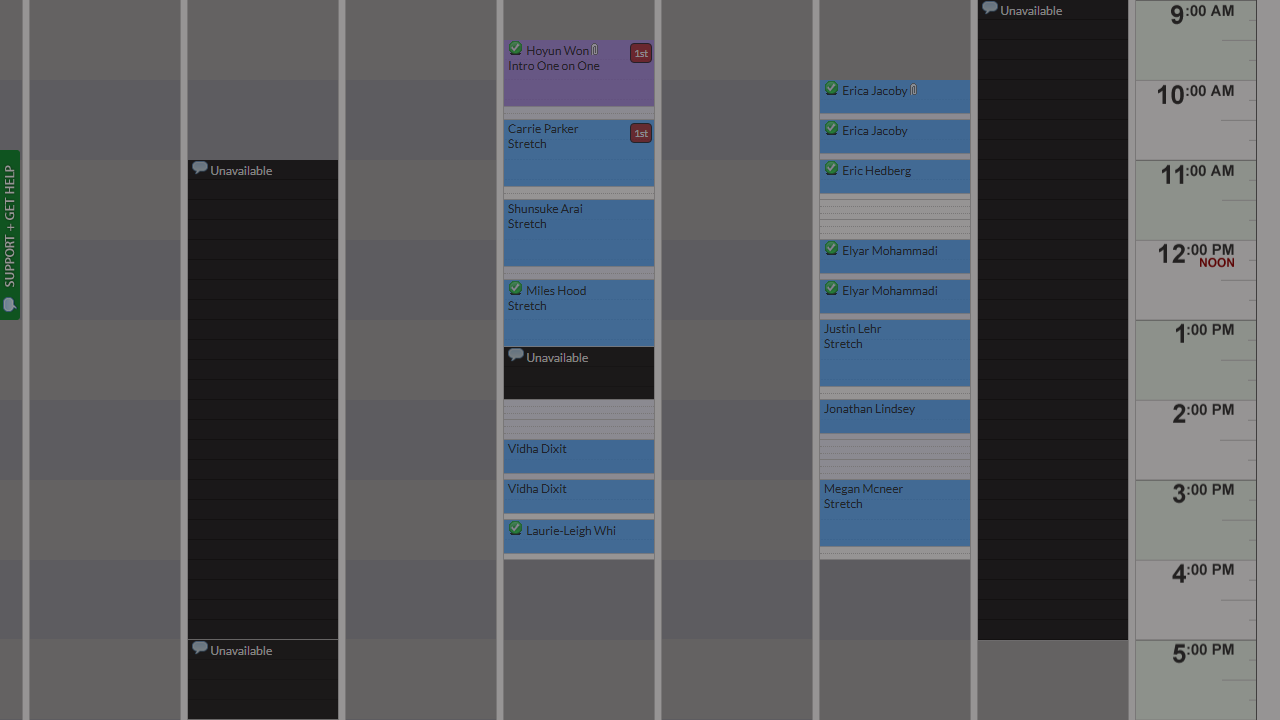 SUPPORT + GET HELP
Unavailable
Unavailable
Hoyun Won
1st
Intro One on One
Carrie Parker
1st
Stretch
Shunsuke Arai
Stretch
Miles Hood
Stretch
Unavailable
Vidha Dixit
Vidha Dixit
Laurie-Leigh Whi
Erica Jacoby
Erica Jacoby
Eric Hedberg
Elyar Mohammadi
Elyar Mohammadi
Justin Lehr
Stretch
Jonathan Lindsey
Megan Mcneer
Stretch
Unavailable
9:00 AM
10:00 AM
11:00 AM
12:00 PM
NOON
1:00 PM
2:00 PM
3:00 PM
4:00 PM
5:00 PM